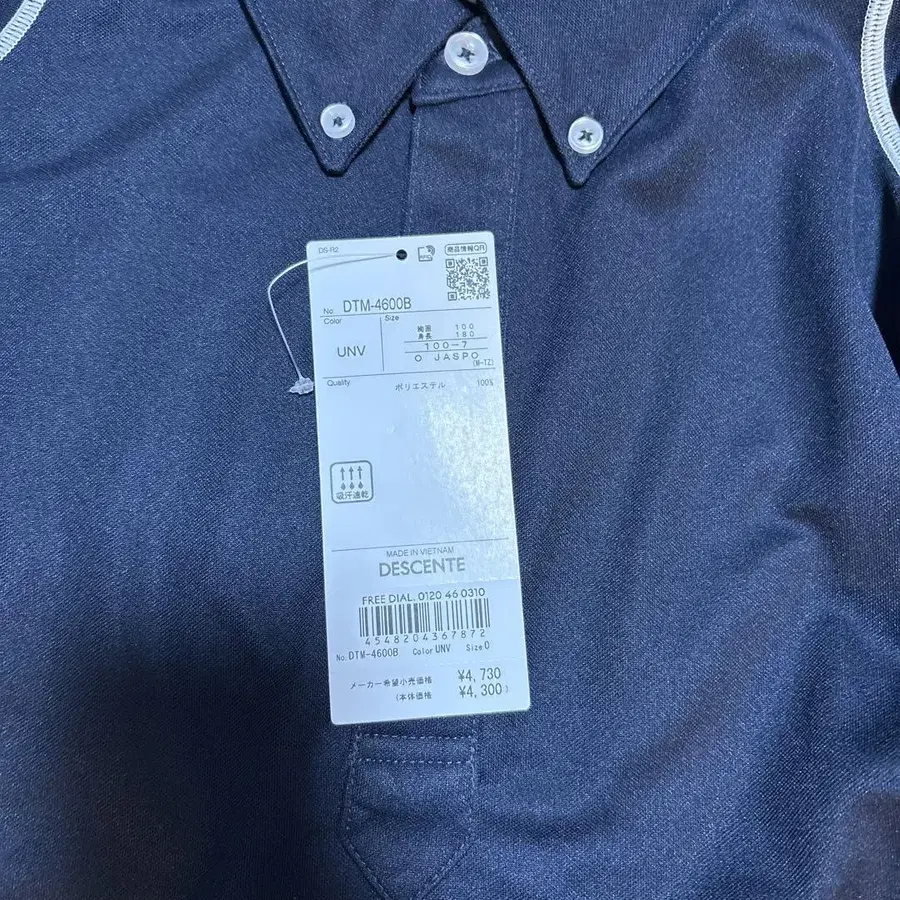 DS-R2
商品情報QR
No. DTM-4600B
Color
Size
UNV
胸囲 100
身長 180
100-7
O JASPO
(M-TZ)
Quality
ポリエステル 100%
吸汗速乾
MADE IN VIETNAM
DESCENTE
FREE DIAL. 0120 46 0310
4548204367872
No. DTM-4600B Color UNV Size O
メーカー希望小売価格 ¥4,730
(本体価格 ¥4,300)